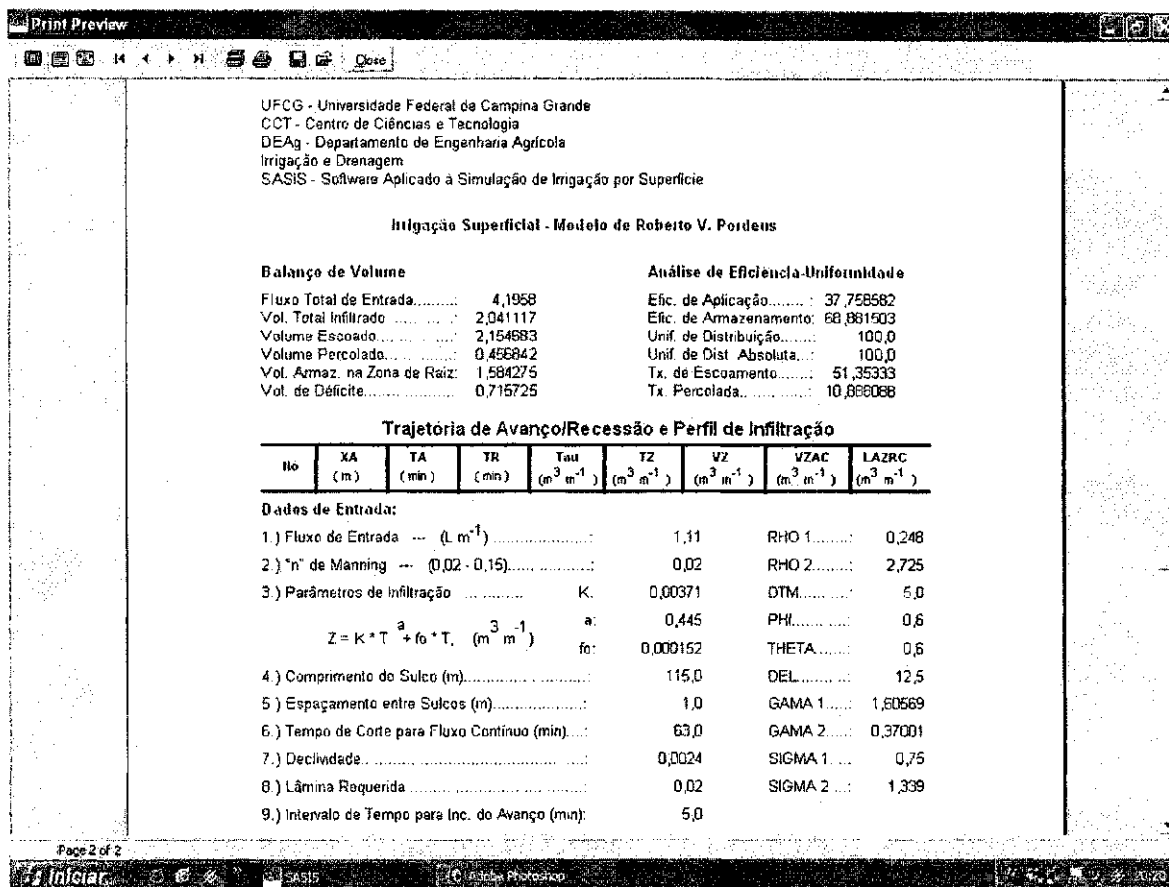 Print Preview
Close
UFCG - Universidade Federal de Campina Grande
CCT - Centro de Ciências e Tecnologia
DEAg - Departamento de Engenharia Agrícola
Irrigação e Drenagem
SASIS - Software Aplicado à Simulação de Irrigação por Superfície
Irrigação Superficial - Modelo de Roberto V. Pordeus
Balanço de Volume Análise de Eficiência-Uniformidade
Fluxo Total de Entrada.........: 4,1958 Efic. de Aplicação........ : 37,758582
Vol. Total Infiltrado ..... ... ....: 2,041117 Efic. de Armazenamento: 68,881503
Volume Escoado.... ... . ......: 2,154683 Unif. de Distribuição.......: 100,0
Volume Percolado... .. . ......: 0,456842 Unif. de Dist Absoluta...: 100,0
Vol. Armaz. na Zona de Raiz: 1,584275 Tx. de Escoamento.......: 51,35333
Vol. de Déficite....... ..........: 0,715725 Tx. Percolada.. ..... ......: 10,888088
Trajetória de Avanço/Recessão e Perfil de Infiltração
Nó XA (m) TA (min) TR (min) Tau (m3 m-1) TZ (m3 m-1) VZ (m3 m-1) VZAC (m3 m-1) LAZRC (m3 m-1)
Dados de Entrada:
1.) Fluxo de Entrada --- (L m-1) ......................: 1,11 RHO 1........: 0,248
2.) "n" de Manning --- (0,02 - 0,15)...... ............: 0,02 RHO 2........: 2,725
3.) Parâmetros de Infiltração ... ......... K. 0,00371 DTM....... ...: 5,0
a: 0,445 PHI....... ....: 0,6
Z = K * T a + fo * T, (m3 m-1) fo: 0,000152 THETA.......: 0,6
4.) Comprimento do Sulco (m)........................: 115,0 DEL......... ...: 12,5
5 ) Espaçamento entre Sulcos (m)....................: 1,0 GAMA 1.....: 1,60569
6.) Tempo de Corte para Fluxo Contínuo (min)....: 63,0 GAMA 2.....: 0,37001
7.) Declividade.. .......................................: 0,0024 SIGMA 1. ... 0,75
8.) Lâmina Requerida ..................................: 0,02 SIGMA 2 ...: 1,339
9.) Intervalo de Tempo para Inc. do Avanço (min): 5,0
Page 2 of 2
Iniciar SASIS Adobe Photoshop 20:20